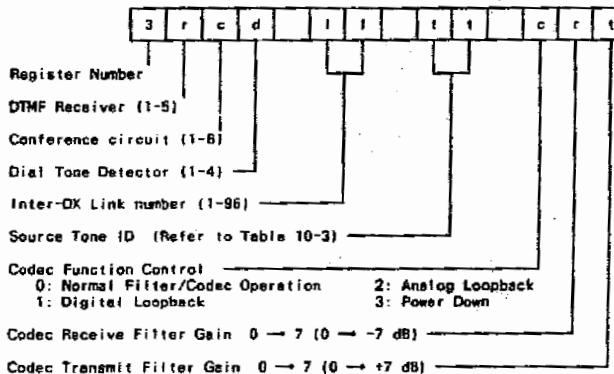 3 r c d l l t t c r t
Register Number
DTMF Receiver (1-5)
Conference circuit (1-6)
Dial Tone Detector (1-4)
Inter-DX Link number (1-96)
Source Tone ID (Refer to Table 10-3)
Codec Function Control
0: Normal Filter/Codec Operation 2: Analog Loopback
1: Digital Loopback 3: Power Down
Codec Receive Filter Gain 0 → 7 (0 → -7 dB)
Codec Transmit Filter Gain 0 → 7 (0 → +7 dB)